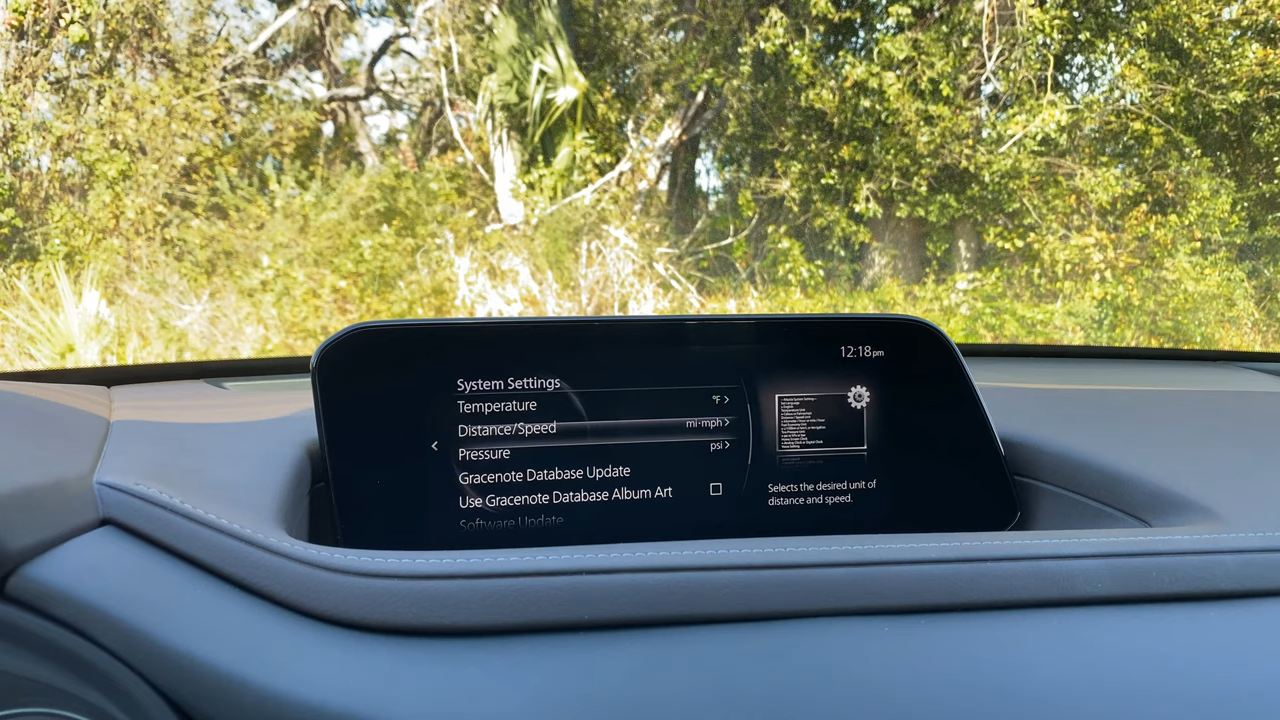 12:18pm
System Settings
Temperature °F
Distance/Speed mi·mph
Pressure psi
Gracenote Database Update
Use Gracenote Database Album Art
Software Update
Selects the desired unit of
distance and speed.